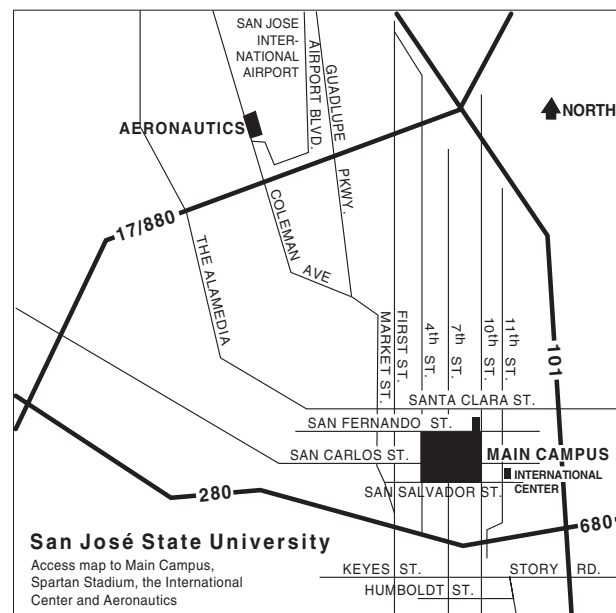 SAN JOSE
INTER-
NATIONAL
AIRPORT
AIRPORT BLVD.
GUADLUPE PKWY.
NORTH
AERONAUTICS
17/880
COLEMAN AVE
THE ALAMEDIA
MARKET ST.
FIRST ST.
4th ST.
7th ST.
10th ST.
11th ST.
101
SANTA CLARA ST.
SAN FERNANDO ST.
SAN CARLOS ST.
MAIN CAMPUS
INTERNATIONAL
CENTER
SAN SALVADOR ST.
280
680
San José State University
Access map to Main Campus,
Spartan Stadium, the International
Center and Aeronautics
KEYES ST.
STORY RD.
HUMBOLDT ST.